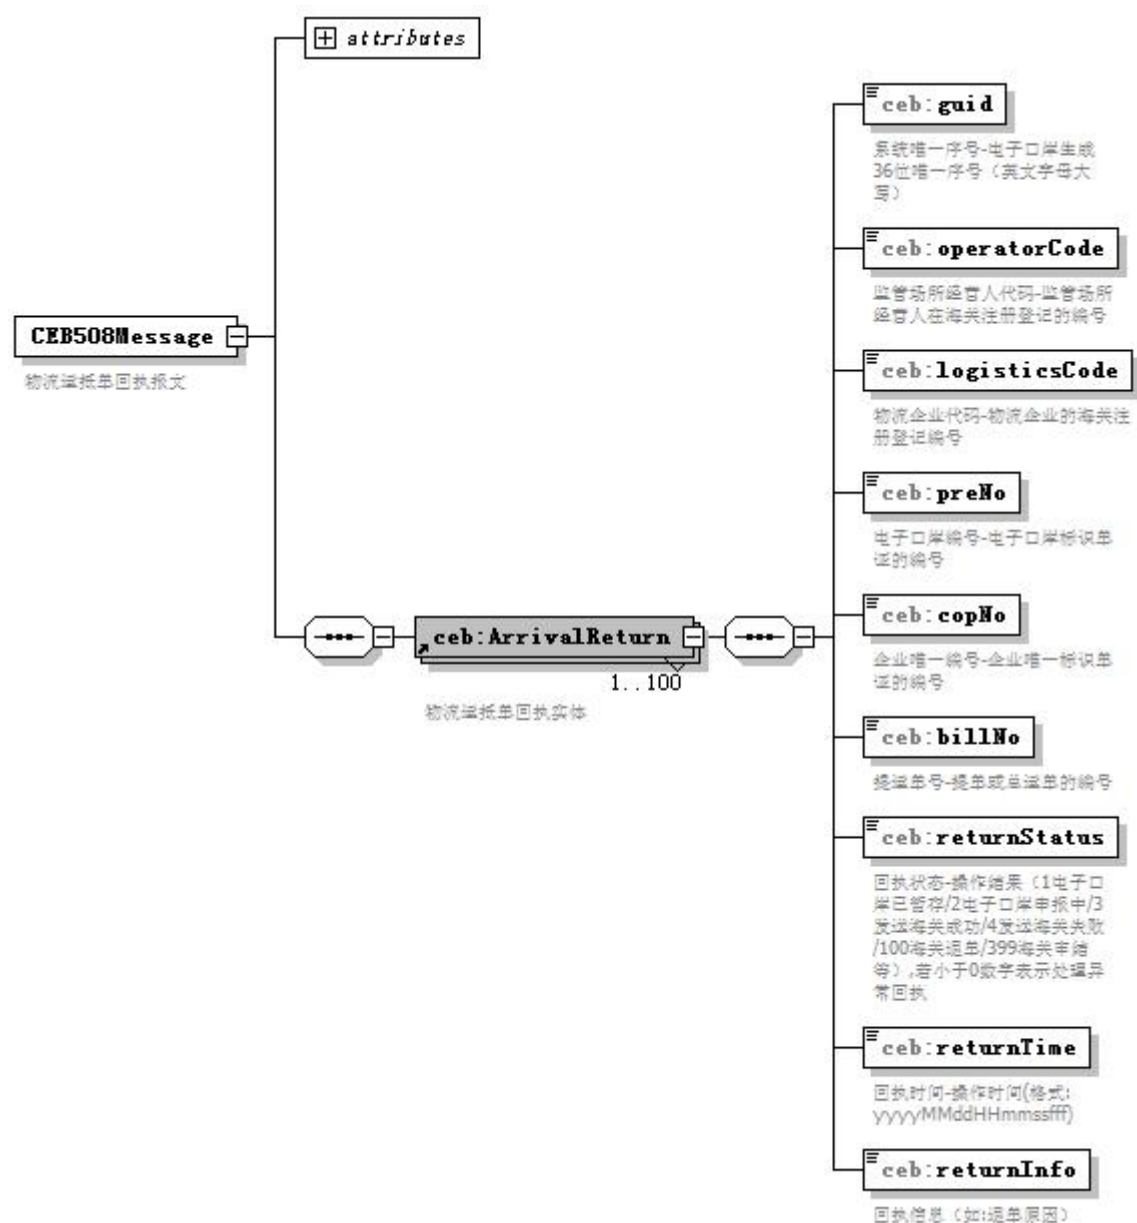 attributes
ceb:guid
系统唯一序号-电子口岸生成
36位唯一序号（英文字母大
写）
ceb:operatorCode
监管场所经营人代码-监管场所
经营人在海关注册登记的编号
CEB508Message
物流运抵单回执报文
ceb:logisticsCode
物流企业代码-物流企业的海关注
册登记编号
ceb:preNo
电子口岸编号-电子口岸标识单
证的编号
ceb:copNo
企业唯一编号-企业唯一标识单
证的编号
ceb:ArrivalReturn
1..100
物流运抵单回执实体
ceb:billNo
提运单号-提单或总运单的编号
ceb:returnStatus
回执状态-操作结果（1电子口
岸已暂存/2电子口岸申报中/3
发送海关成功/4发送海关失败
/100海关退单/399海关审结
等）,若小于0数字表示处理异
常回执
ceb:returnTime
回执时间-操作时间(格式:
yyyyMMddHHmmssfff)
ceb:returnInfo
回执信息（如:退单原因）